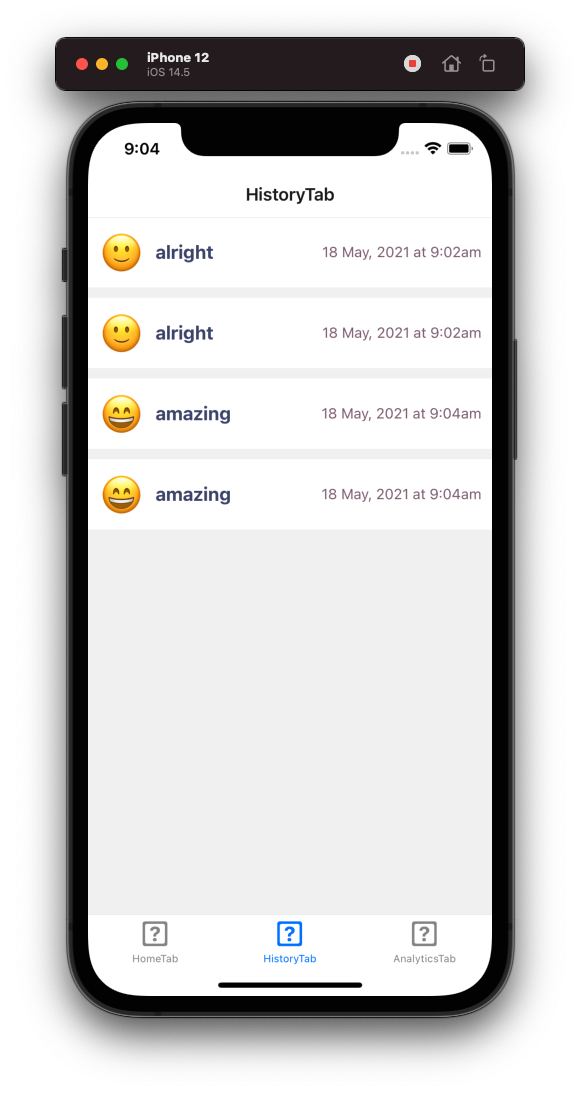 iPhone 12
iOS 14.5
9:04
HistoryTab
alright 18 May, 2021 at 9:02am
alright 18 May, 2021 at 9:02am
amazing 18 May, 2021 at 9:04am
amazing 18 May, 2021 at 9:04am
? ? ?
HomeTab HistoryTab AnalyticsTab